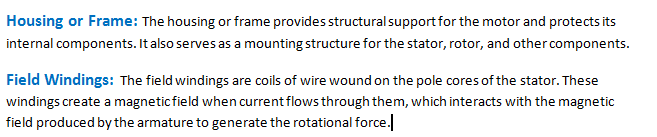 Housing or Frame: The housing or frame provides structural support for the motor and protects its
internal components. It also serves as a mounting structure for the stator, rotor, and other components.
Field Windings: The field windings are coils of wire wound on the pole cores of the stator. These
windings create a magnetic field when current flows through them, which interacts with the magnetic
field produced by the armature to generate the rotational force.